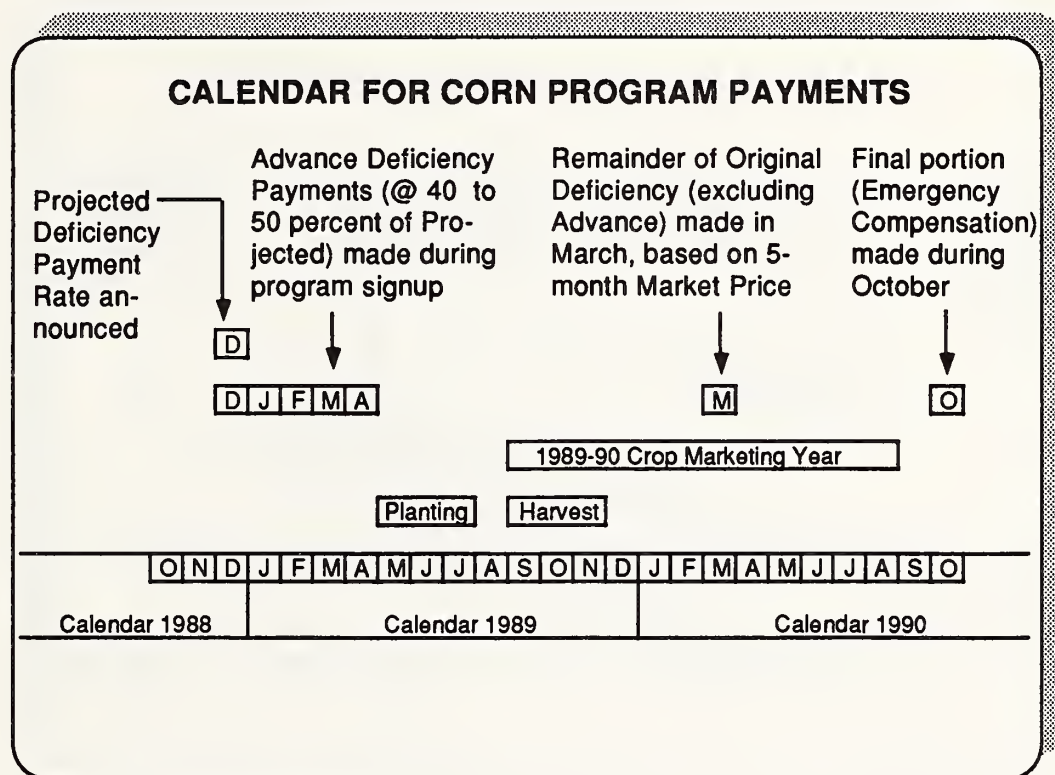 CALENDAR FOR CORN PROGRAM PAYMENTS
Projected
Deficiency
Payment
Rate an-
nounced
Advance Deficiency
Payments (@ 40 to
50 percent of Pro-
jected) made during
program signup
Remainder of Original
Deficiency (excluding
Advance) made in
March, based on 5-
month Market Price
Final portion
(Emergency
Compensation)
made during
October
D
D J F M A
M
O
1989-90 Crop Marketing Year
Planting
Harvest
O N D J F M A M J J A S O N D J F M A M J J A S O
Calendar 1988
Calendar 1989
Calendar 1990